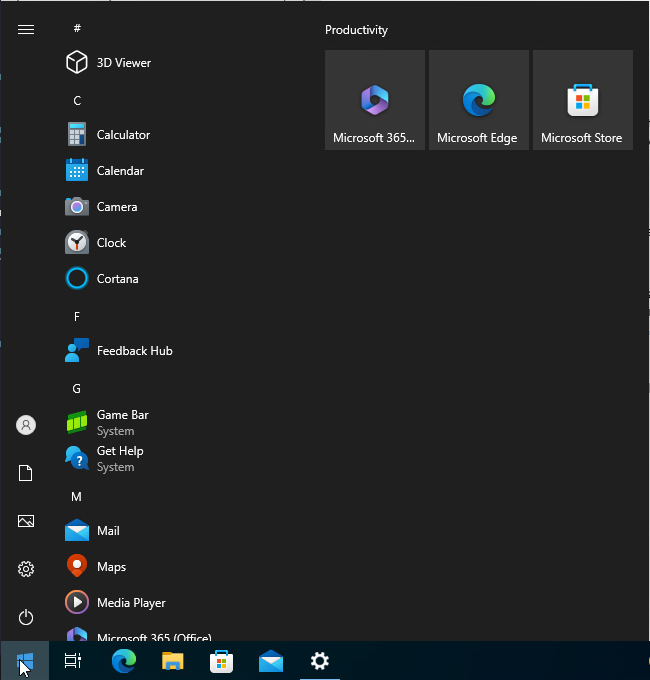 #
Productivity
3D Viewer
C
Calculator
Calendar
Camera
Clock
Cortana
F
Feedback Hub
G
Game Bar
System
Get Help
System
M
Mail
Maps
Media Player
Microsoft 365 (Office)
Microsoft 365...
Microsoft Edge
Microsoft Store